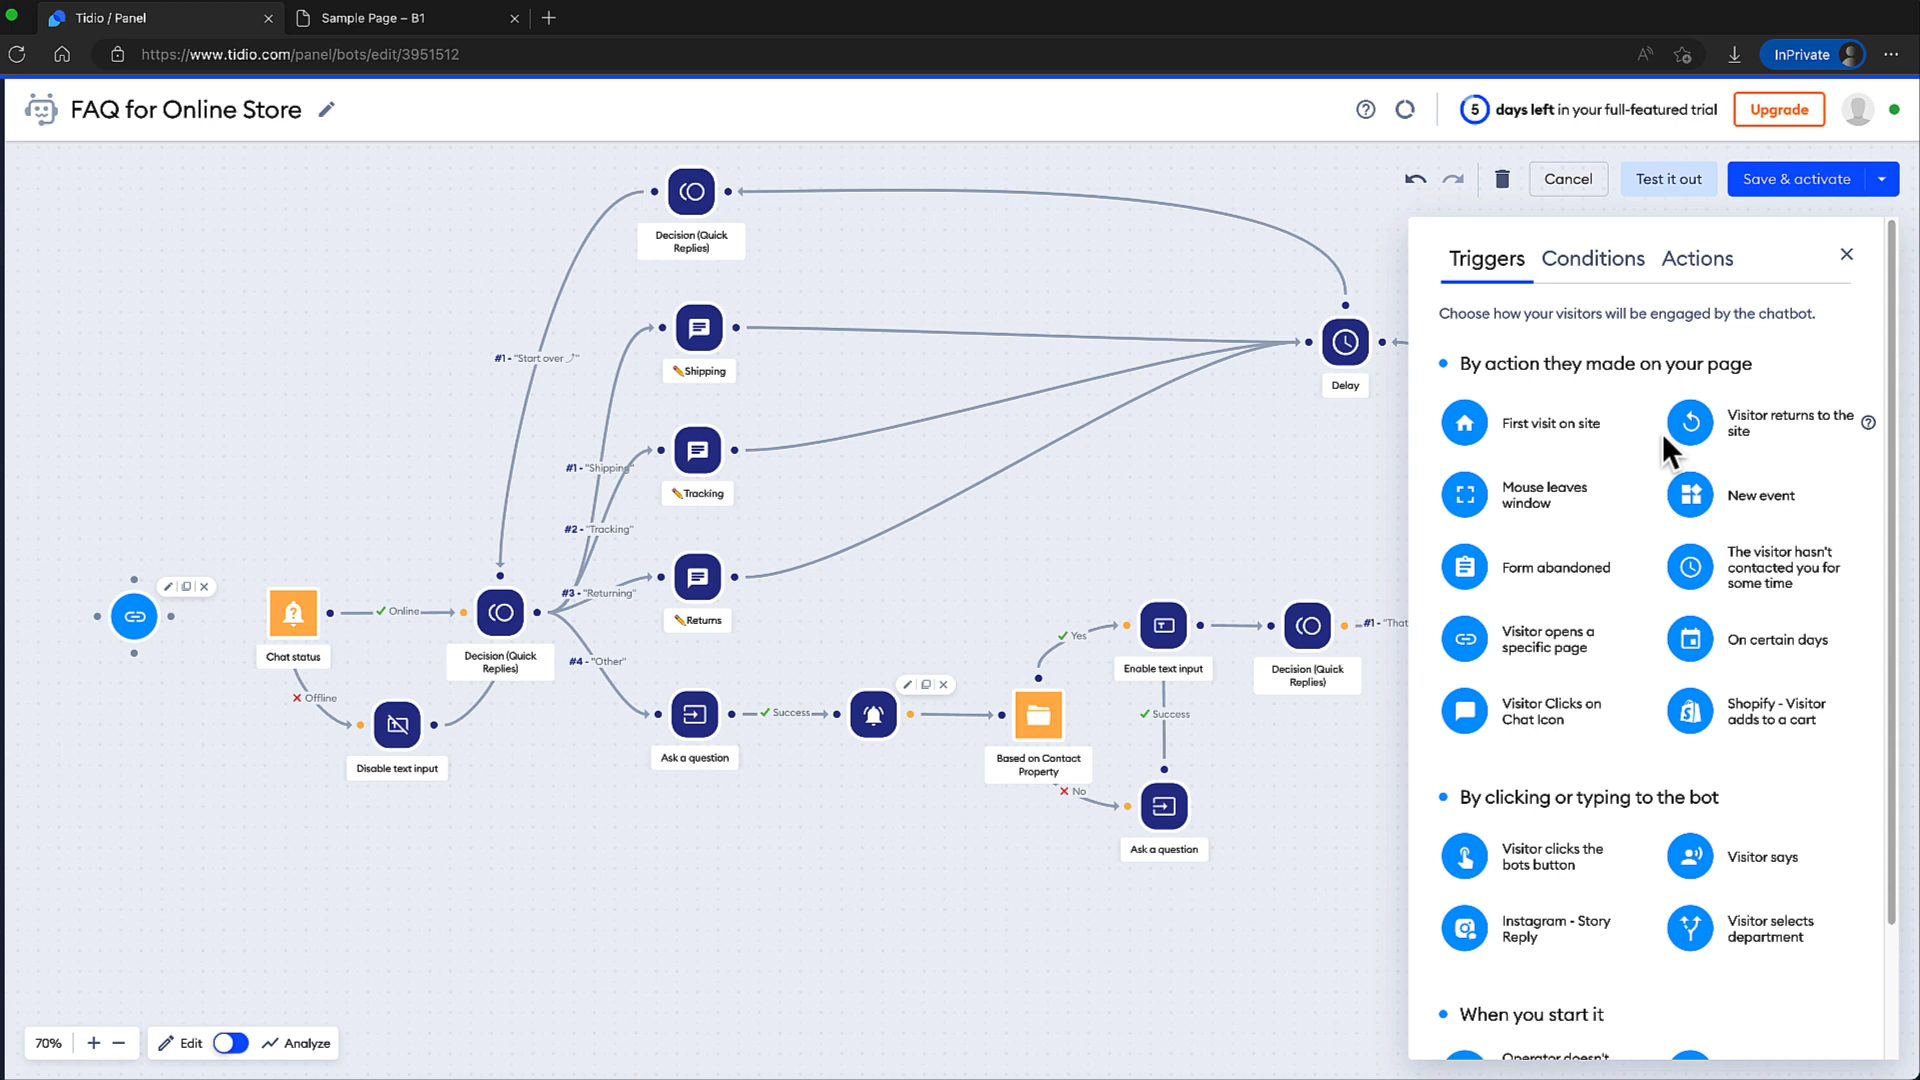 Tidio / Panel
Sample Page – B1
https://www.tidio.com/panel/bots/edit/3951512
InPrivate
FAQ for Online Store
5 days left in your full-featured trial
Upgrade
Cancel
Test it out
Save & activate
Decision (Quick
Replies)
#1 - "Start over ⤴"
✏️Shipping
Delay
#1 - "Shipping"
✏️Tracking
#2 - "Tracking"
#3 - "Returning"
✏️Returns
Online
Chat status
Offline
Decision (Quick
Replies)
#4 - "Other"
Disable text input
Ask a question
Success
Based on Contact
Property
Yes
No
Enable text input
Success
Ask a question
Decision (Quick
Replies)
#1 - "That
Triggers
Conditions
Actions
Choose how your visitors will be engaged by the chatbot.
By action they made on your page
First visit on site
Visitor returns to the
site
Mouse leaves
window
New event
Form abandoned
The visitor hasn't
contacted you for
some time
Visitor opens a
specific page
On certain days
Visitor Clicks on
Chat Icon
Shopify - Visitor
adds to a cart
By clicking or typing to the bot
Visitor clicks the
bots button
Visitor says
Instagram - Story
Reply
Visitor selects
department
When you start it
Operator doesn't
70%
Edit
Analyze